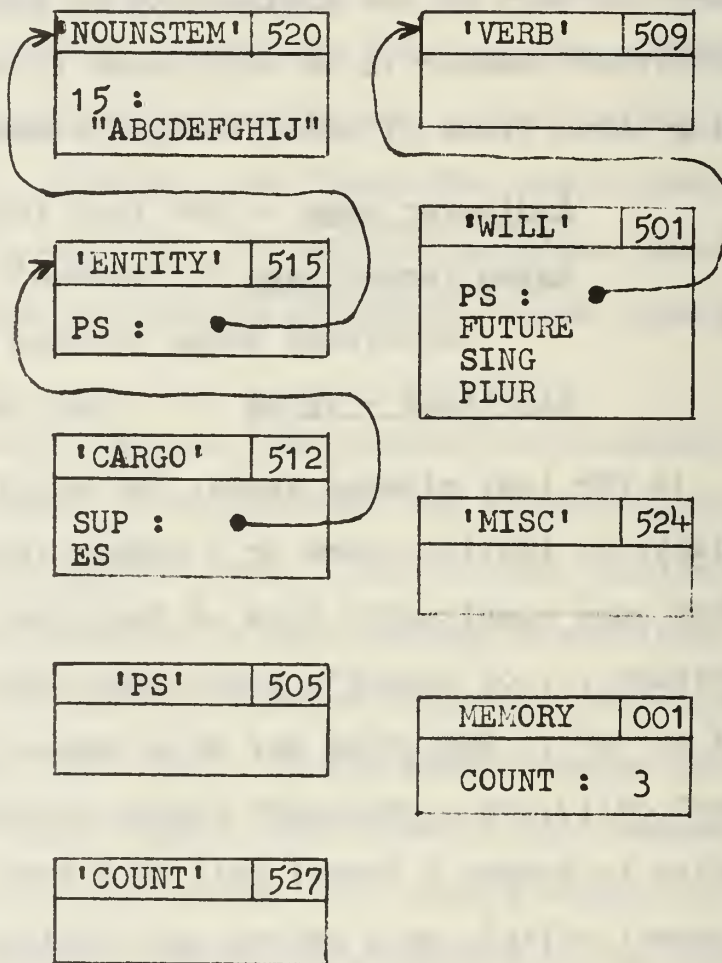 'NOUNSTEM' 520
15 :
"ABCDEFGHIJ"
'ENTITY' 515
PS :
'CARGO' 512
SUP :
ES
'PS' 505
'COUNT' 527
'VERB' 509
'WILL' 501
PS :
FUTURE
SING
PLUR
'MISC' 524
MEMORY 001
COUNT : 3